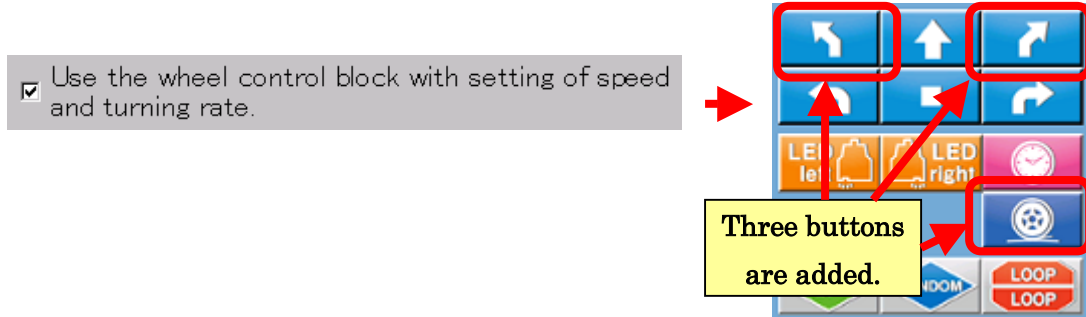 Use the wheel control block with setting of speed
and turning rate.
LED
left
LED
right
Three buttons
are added.
LOOP
LOOP